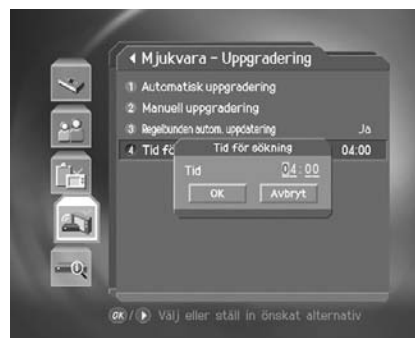 Mjukvara - Uppgradering
1 Automatisk uppgradering
2 Manuell uppgradering
3 Regelbunden autom. uppdatering Ja
4 Tid fö 04:00
Tid för sökning
Tid 04:00
OK Avbryt
OK/ Välj eller ställ in önskat alternativ